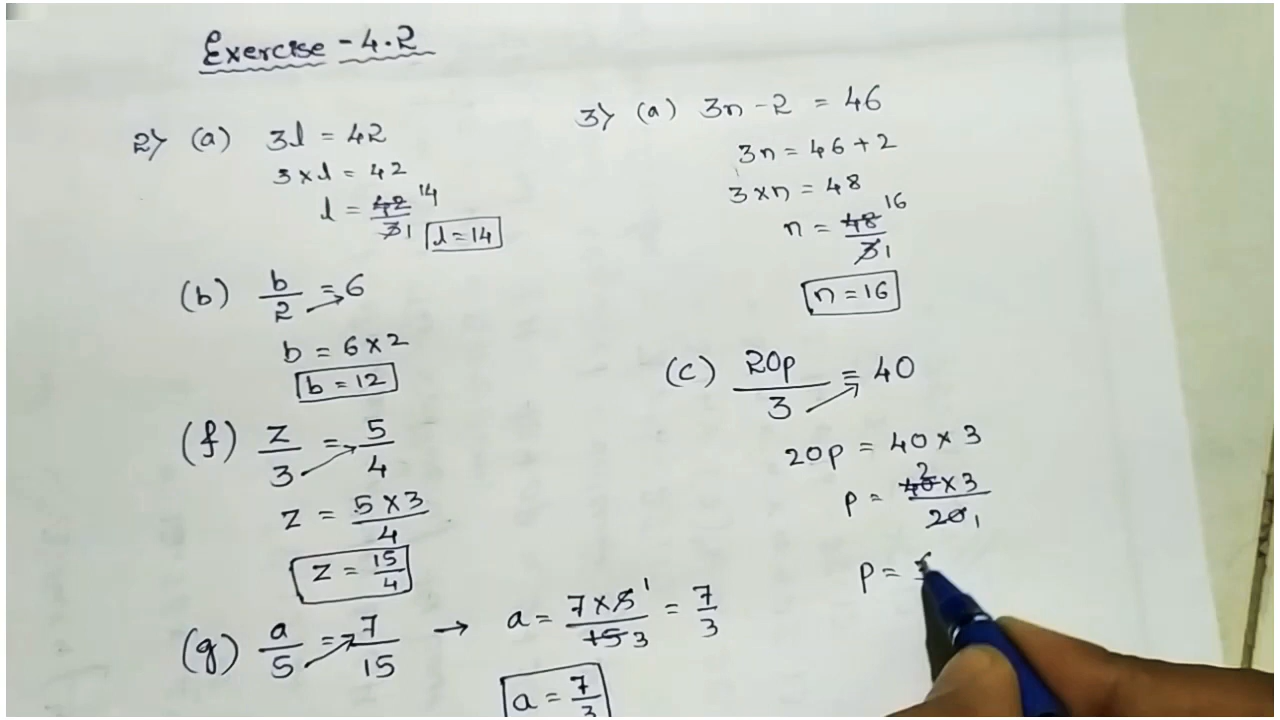 Exercise - 4.2
2) (a) 3l = 42
3 x l = 42
l = 42/3 14 1
l = 14
(b) b/2 = 6
b = 6 x 2
b = 12
(f) z/3 = 5/4
z = 5 x 3/4
z = 15/4
(g) a/5 = 7/15 → a = 7 x 5/15 1 3 = 7/3
a = 7/3
3) (a) 3n - 2 = 46
3n = 46 + 2
3 x n = 48
n = 48/3 16 1
n = 16
(c) 20p/3 = 40
20p = 40 x 3
p = 40 x 3/20 2 1
p =